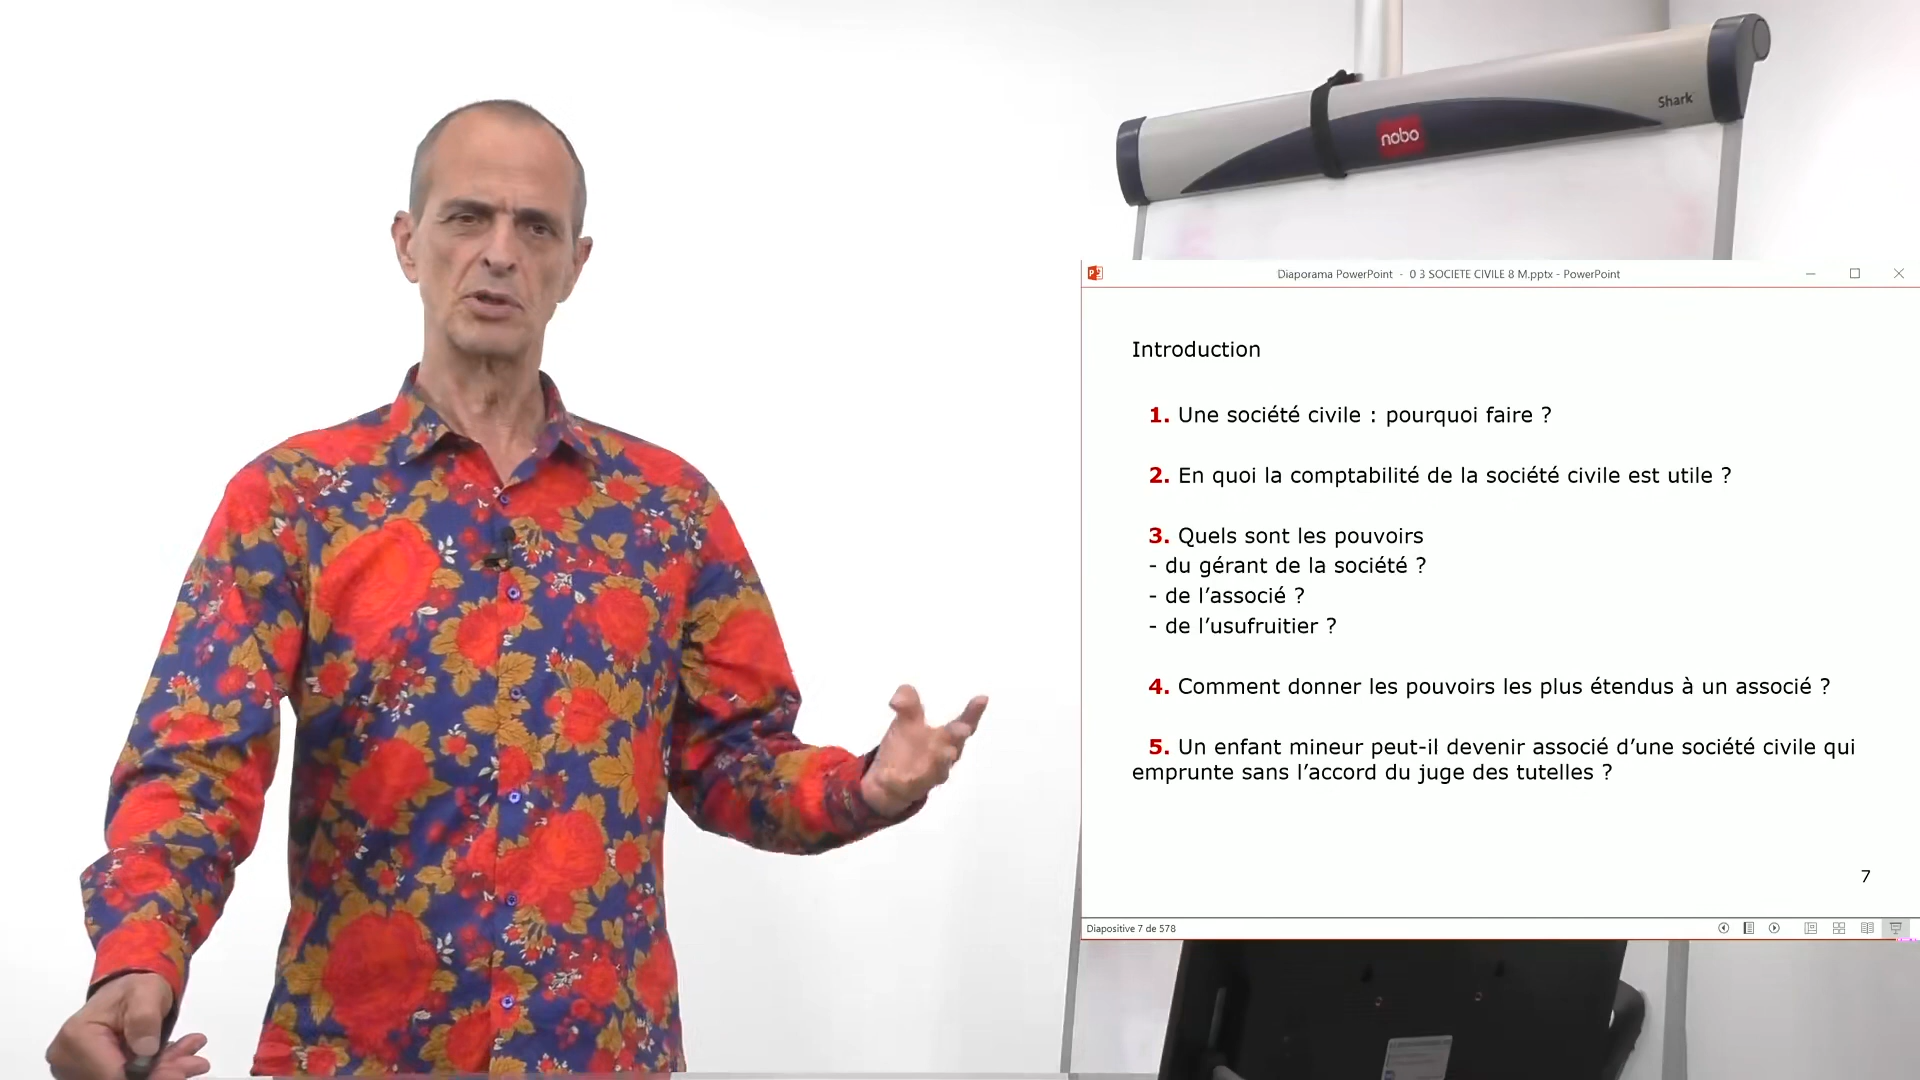 Shark
nobo
Diaporama PowerPoint - 0 3 SOCIETE CIVILE 8 M.pptx - PowerPoint
Introduction
1. Une société civile : pourquoi faire ?
2. En quoi la comptabilité de la société civile est utile ?
3. Quels sont les pouvoirs
- du gérant de la société ?
- de l’associé ?
- de l’usufruitier ?
4. Comment donner les pouvoirs les plus étendus à un associé ?
5. Un enfant mineur peut-il devenir associé d’une société civile qui
emprunte sans l’accord du juge des tutelles ?
7
Diapositive 7 de 578